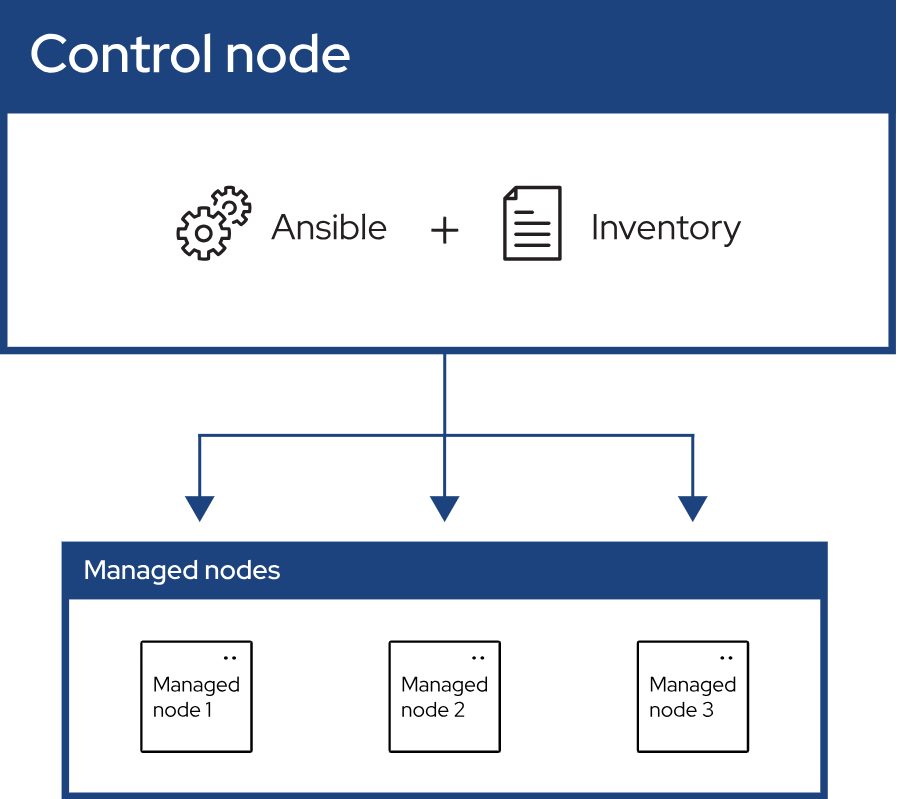 Control node
Ansible + Inventory
Managed nodes
Managed
node 1
Managed
node 2
Managed
node 3